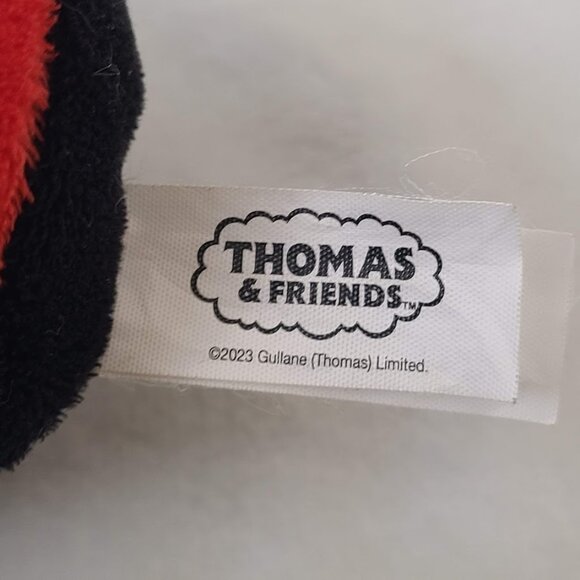 THOMAS
& FRIENDS™
©2023 Gullane (Thomas) Limited.